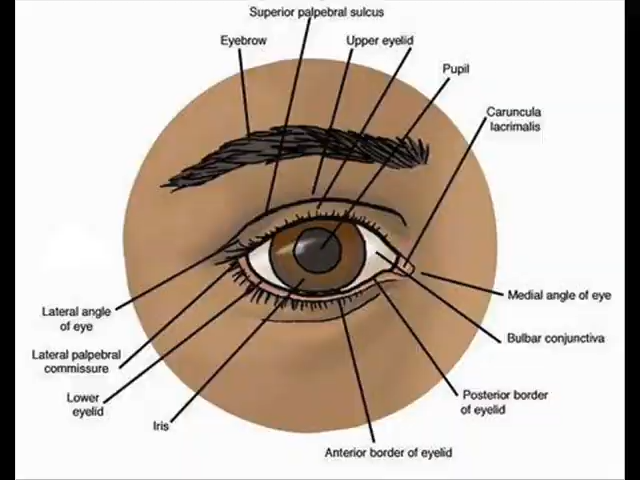 Superior palpebral sulcus
Eyebrow
Upper eyelid
Pupil
Caruncula
lacrimalis
Lateral angle
of eye
Medial angle of eye
Bulbar conjunctiva
Lateral palpebral
commissure
Lower
eyelid
Posterior border
of eyelid
Iris
Anterior border of eyelid